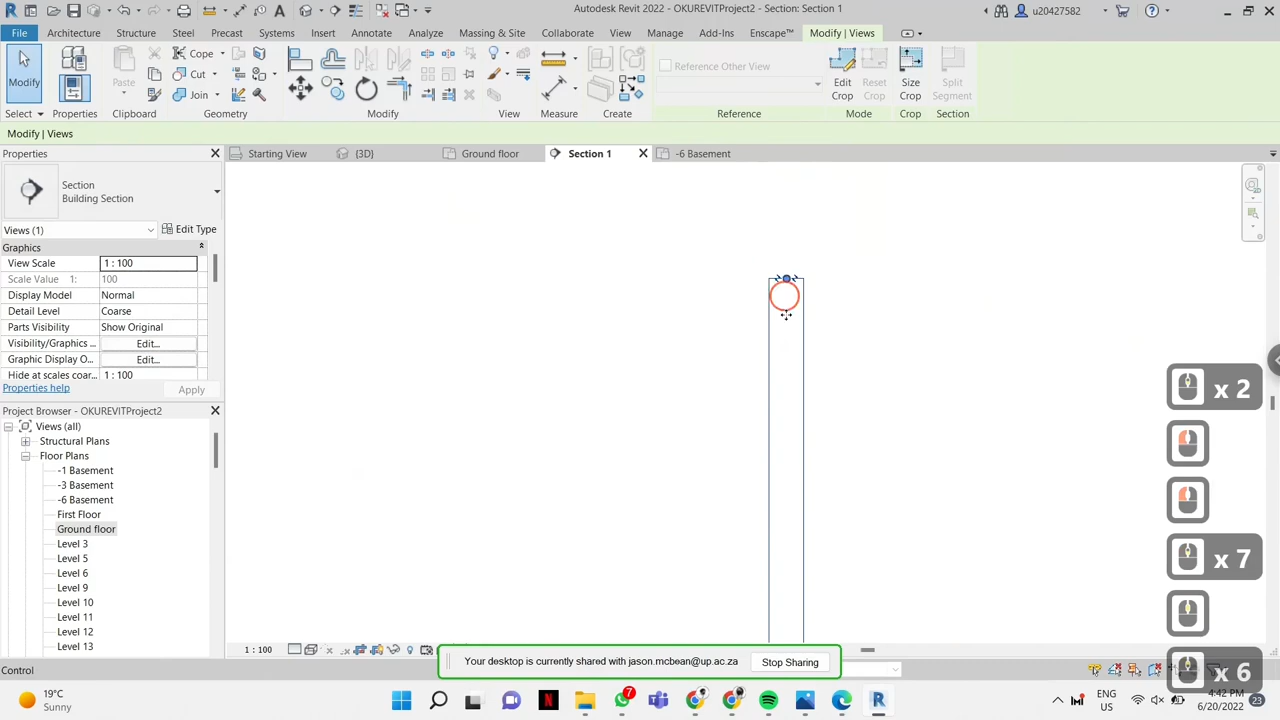 Autodesk Revit 2022 - OKUREVITProject2 - Section: Section 1
u20427582
File Architecture Structure Steel Precast Systems Insert Annotate Analyze Massing & Site Collaborate View Manage Add-Ins Enscape™ Modify | Views
Modify
Paste
Cope
Cut
Join
Reference Other View
Edit Crop
Reset Crop
Size Crop
Split Segment
Select Properties Clipboard Geometry Modify View Measure Create Reference Mode Crop Section
Modify | Views
Properties
Starting View {3D} Ground floor Section 1 -6 Basement
Section
Building Section
Views (1) Edit Type
Graphics
View Scale 1 : 100
Scale Value 1: 100
Display Model Normal
Detail Level Coarse
Parts Visibility Show Original
Visibility/Graphics ... Edit...
Graphic Display O... Edit...
Hide at scales coar... 1 : 100
Properties help Apply
Project Browser - OKUREVITProject2
Views (all)
Structural Plans
Floor Plans
-1 Basement
-3 Basement
-6 Basement
First Floor
Ground floor
Level 3
Level 5
Level 6
Level 9
Level 10
Level 11
Level 12
Level 13
x 2
x 7
x 6
1 : 100
Your desktop is currently shared with jason.mcbean@up.ac.za Stop Sharing
Control
19°C
Sunny
7
ENG
US
4:42 PM
6/20/2022
23